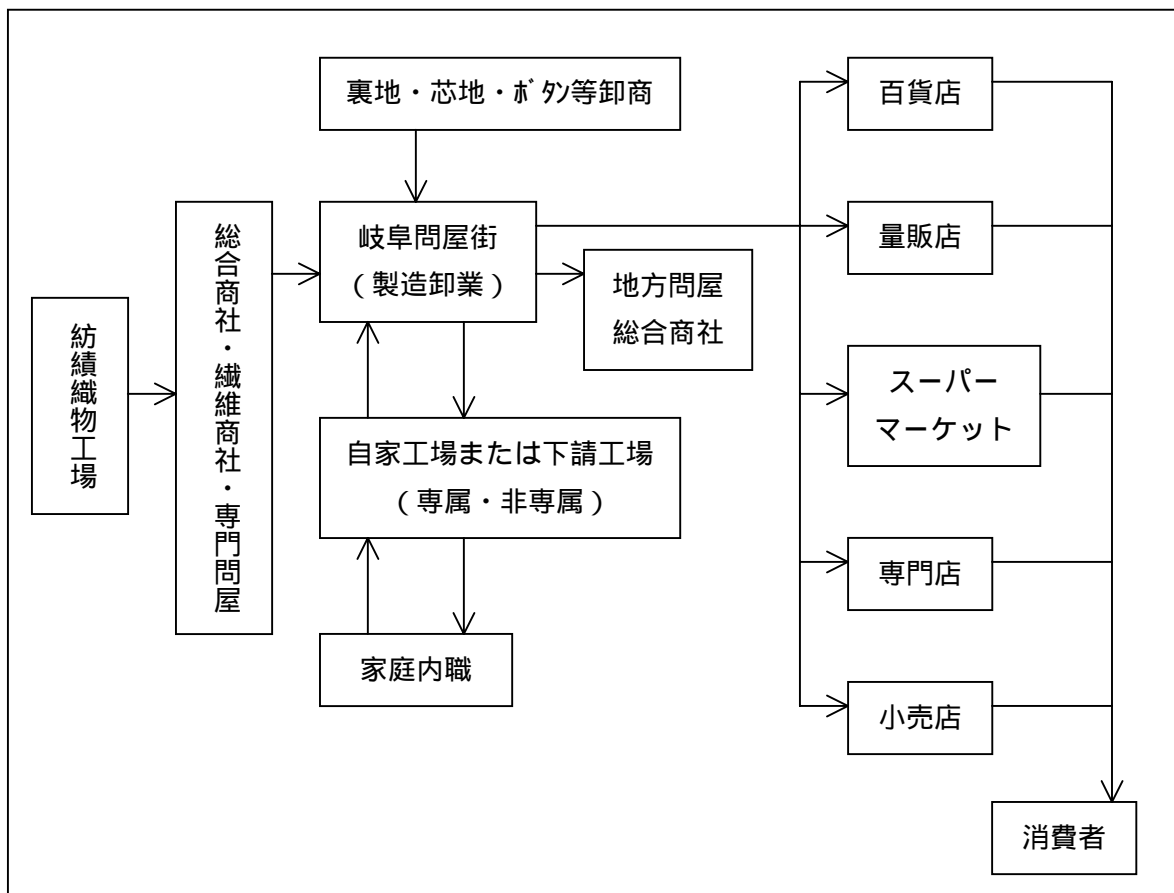 裏地・芯地・ボタン等卸商
百貨店
総合商社・繊維商社・専門問屋
岐阜問屋街
（製造卸業）
量販店
地方問屋
総合商社
紡績織物工場
スーパー
マーケット
自家工場または下請工場
（専属・非専属）
専門店
家庭内職
小売店
消費者